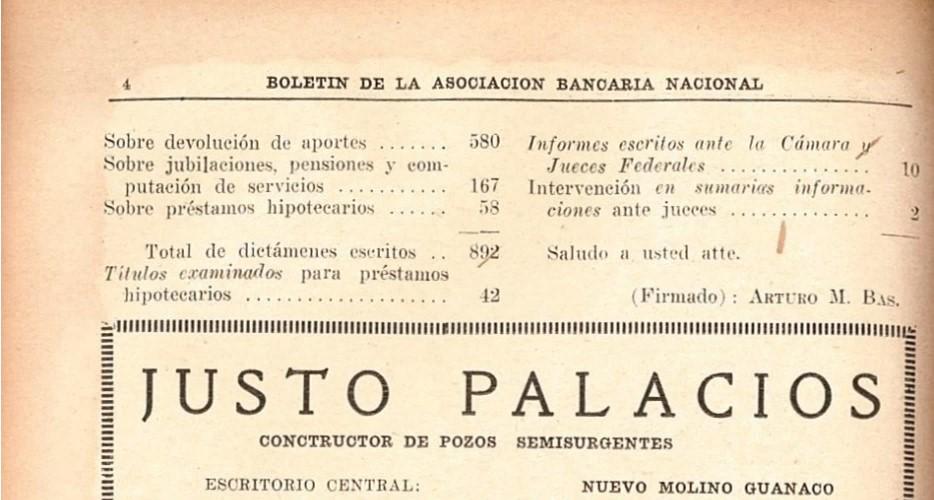 4 BOLETIN DE LA ASOCIACION BANCARIA NACIONAL
Sobre devolución de aportes ....... 580
Sobre jubilaciones, pensiones y com-
putación de servicios ........... 167
Sobre préstamos hipotecarios ...... 58
Total de dictámenes escritos .. 892
Títulos examinados para préstamos
hipotecarios .................... 42
Informes escritos ante la Cámara y
Jueces Federales ............... 10
Intervención en sumarias informa-
ciones ante jueces .............. 2
Saludo a usted atte.
(Firmado): ARTURO M. BAS.
JUSTO PALACIOS
CONCTRUCTOR DE POZOS SEMISURGENTES
ESCRITORIO CENTRAL:
NUEVO MOLINO GUANACO